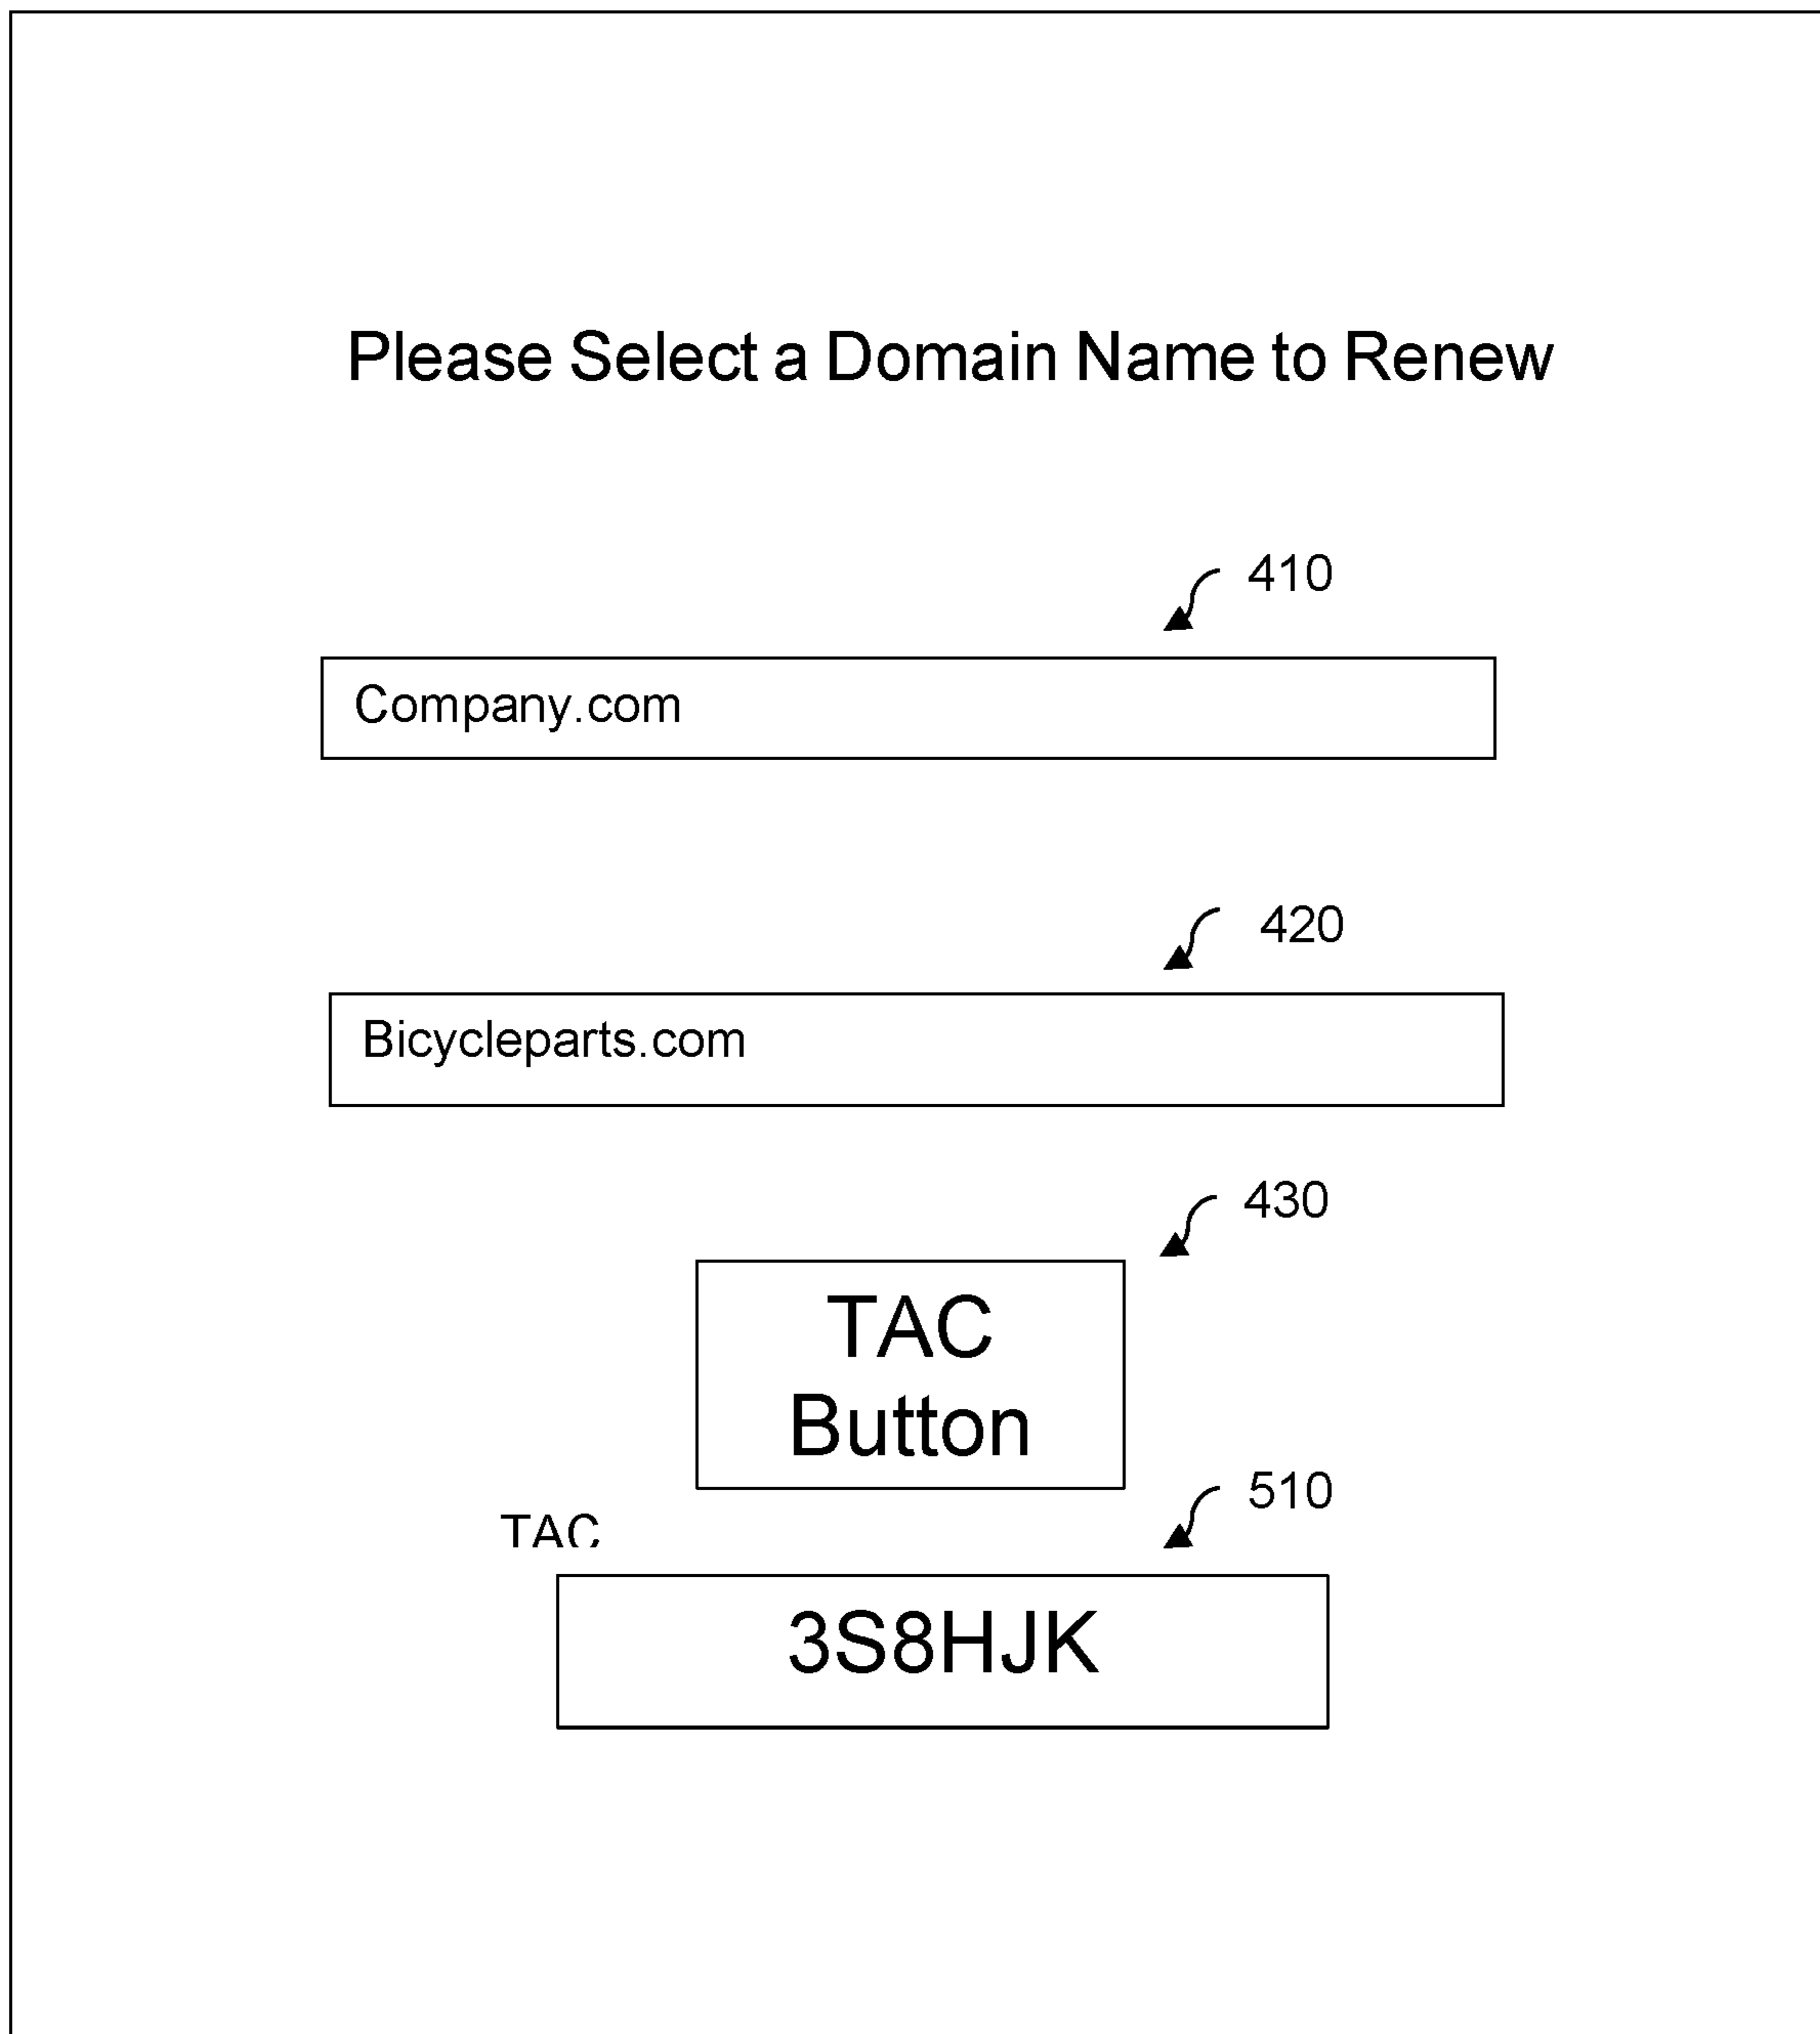 Please Select a Domain Name to Renew
410
Company.com
420
Bicycleparts.com
430
TAC
Button
510
TAC
3S8HJK